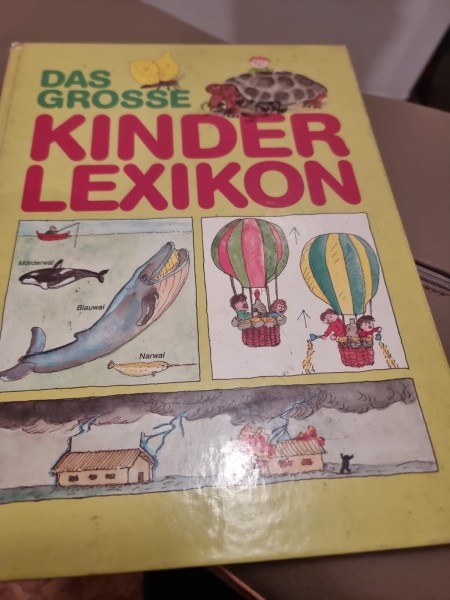 DAS
GROSSE
KINDER
LEXIKON
Mörderwal
Blauwal
Narwal